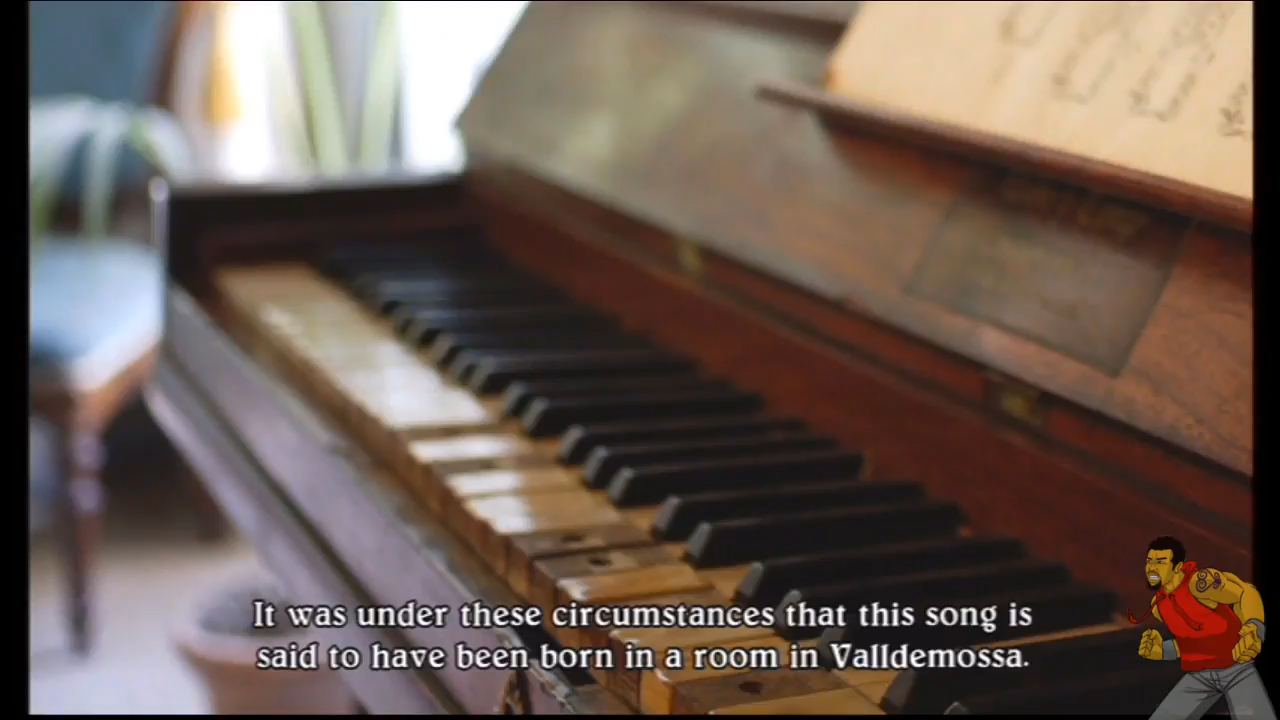 It was under these circumstances that this song is
said to have been born in a room in Valldemossa.